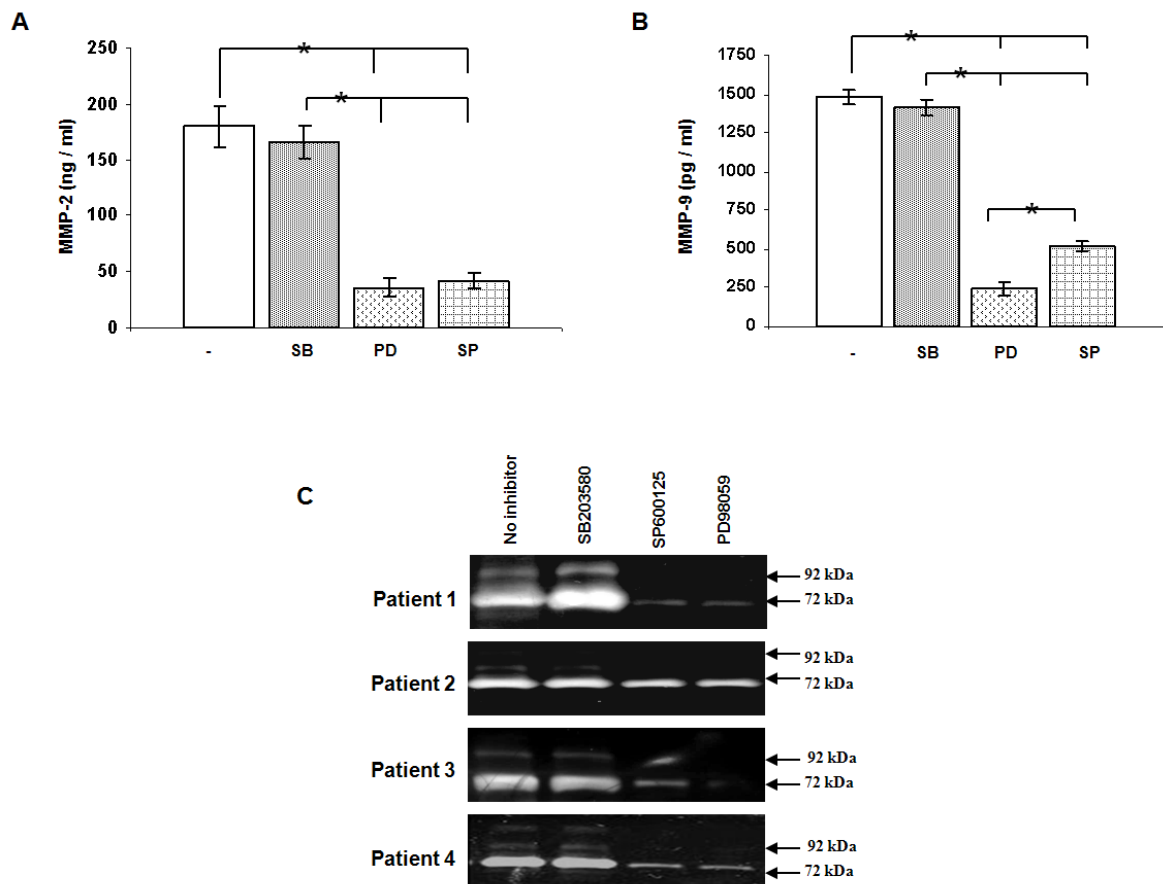 A
MMP-2 (ng / ml)
250
200
150
100
50
0
*
*
- SB PD SP
B
MMP-9 (pg / ml)
1750
1500
1250
1000
750
500
250
0
*
*
*
- SB PD SP
C
No inhibitor
SB203580
SP600125
PD98059
Patient 1
92 kDa
72 kDa
Patient 2
92 kDa
72 kDa
Patient 3
92 kDa
72 kDa
Patient 4
92 kDa
72 kDa